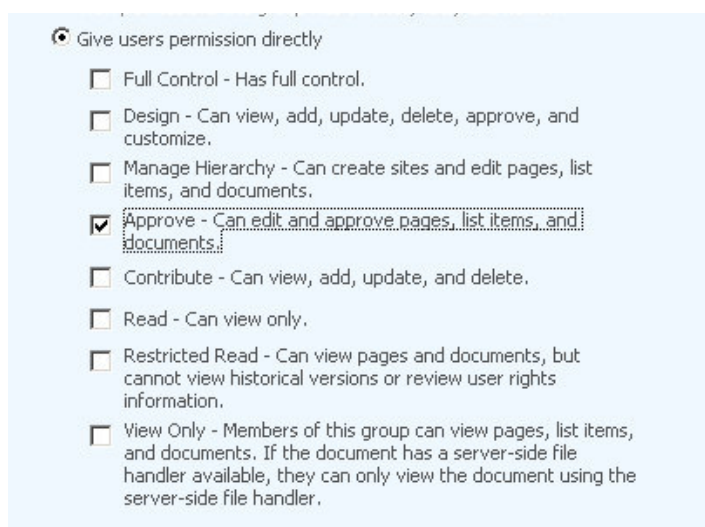 Give users permission directly
Full Control - Has full control.
Design - Can view, add, update, delete, approve, and
customize.
Manage Hierarchy - Can create sites and edit pages, list
items, and documents.
Approve - Can edit and approve pages, list items, and
documents.
Contribute - Can view, add, update, and delete.
Read - Can view only.
Restricted Read - Can view pages and documents, but
cannot view historical versions or review user rights
information.
View Only - Members of this group can view pages, list items,
and documents. If the document has a server-side file
handler available, they can only view the document using the
server-side file handler.